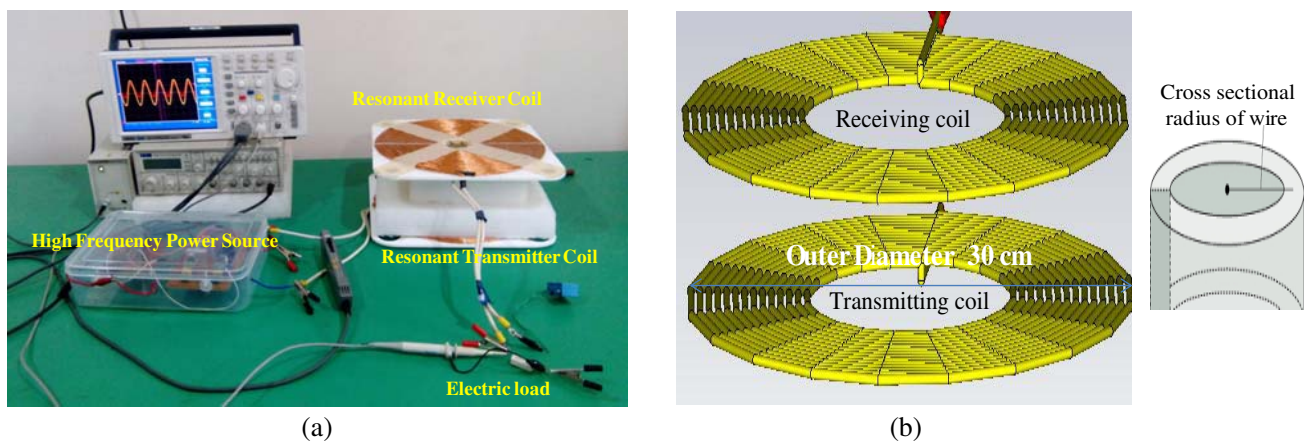 Resonant Receiver Coil
High Frequency Power Source
Resonant Transmitter Coil
Electric load
(a)
Receiving coil
Outer Diameter 30 cm
Transmitting coil
Cross sectional
radius of wire
(b)